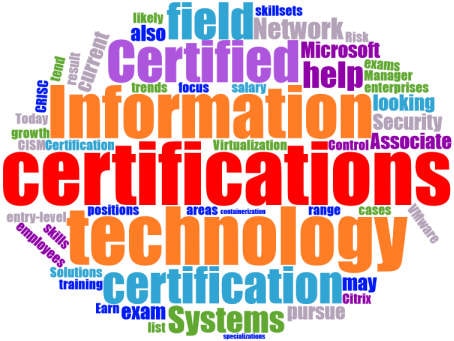 likely
field
skillsets
also
Network
Risk
tend
result
current
Certified
Microsoft
help
exams
Manager
enterprises
CRISC
trends
focus
salary
looking
Information
Today
growth
Security
CISM
Certification
Virtualization
Control
Associate
certifications
entry-level
positions
areas
containerization
range
cases
VMware
skills
employees
technology
Solutions
training
certification
may
Citrix
Earn
exam
list
Systems
pursue
specializations